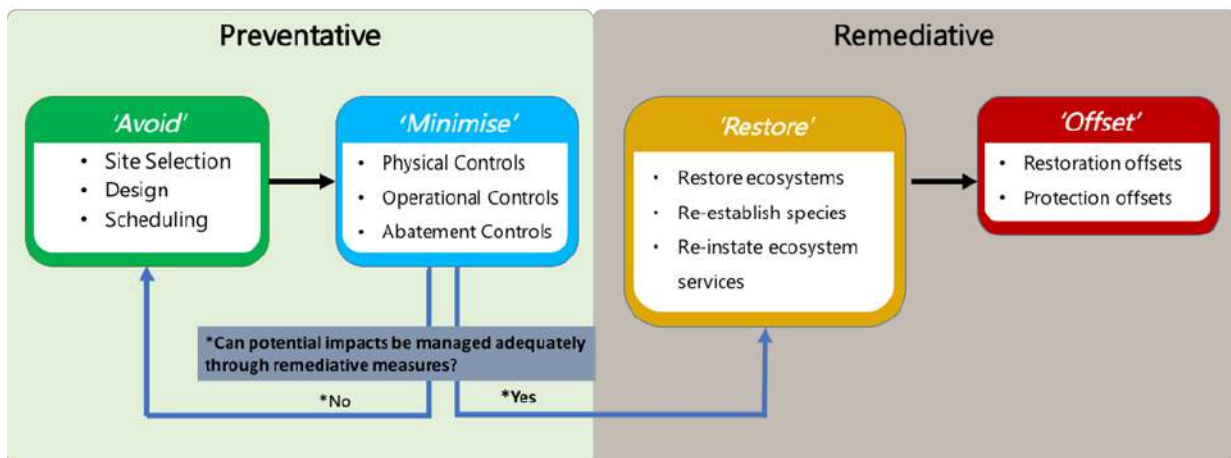 Preventative
Remediative
'Avoid'
• Site Selection
• Design
• Scheduling
'Minimise'
• Physical Controls
• Operational Controls
• Abatement Controls
'Restore'
• Restore ecosystems
• Re-establish species
• Re-instate ecosystem
services
'Offset'
• Restoration offsets
• Protection offsets
*Can potential impacts be managed adequately
through remediative measures?
*No
*Yes